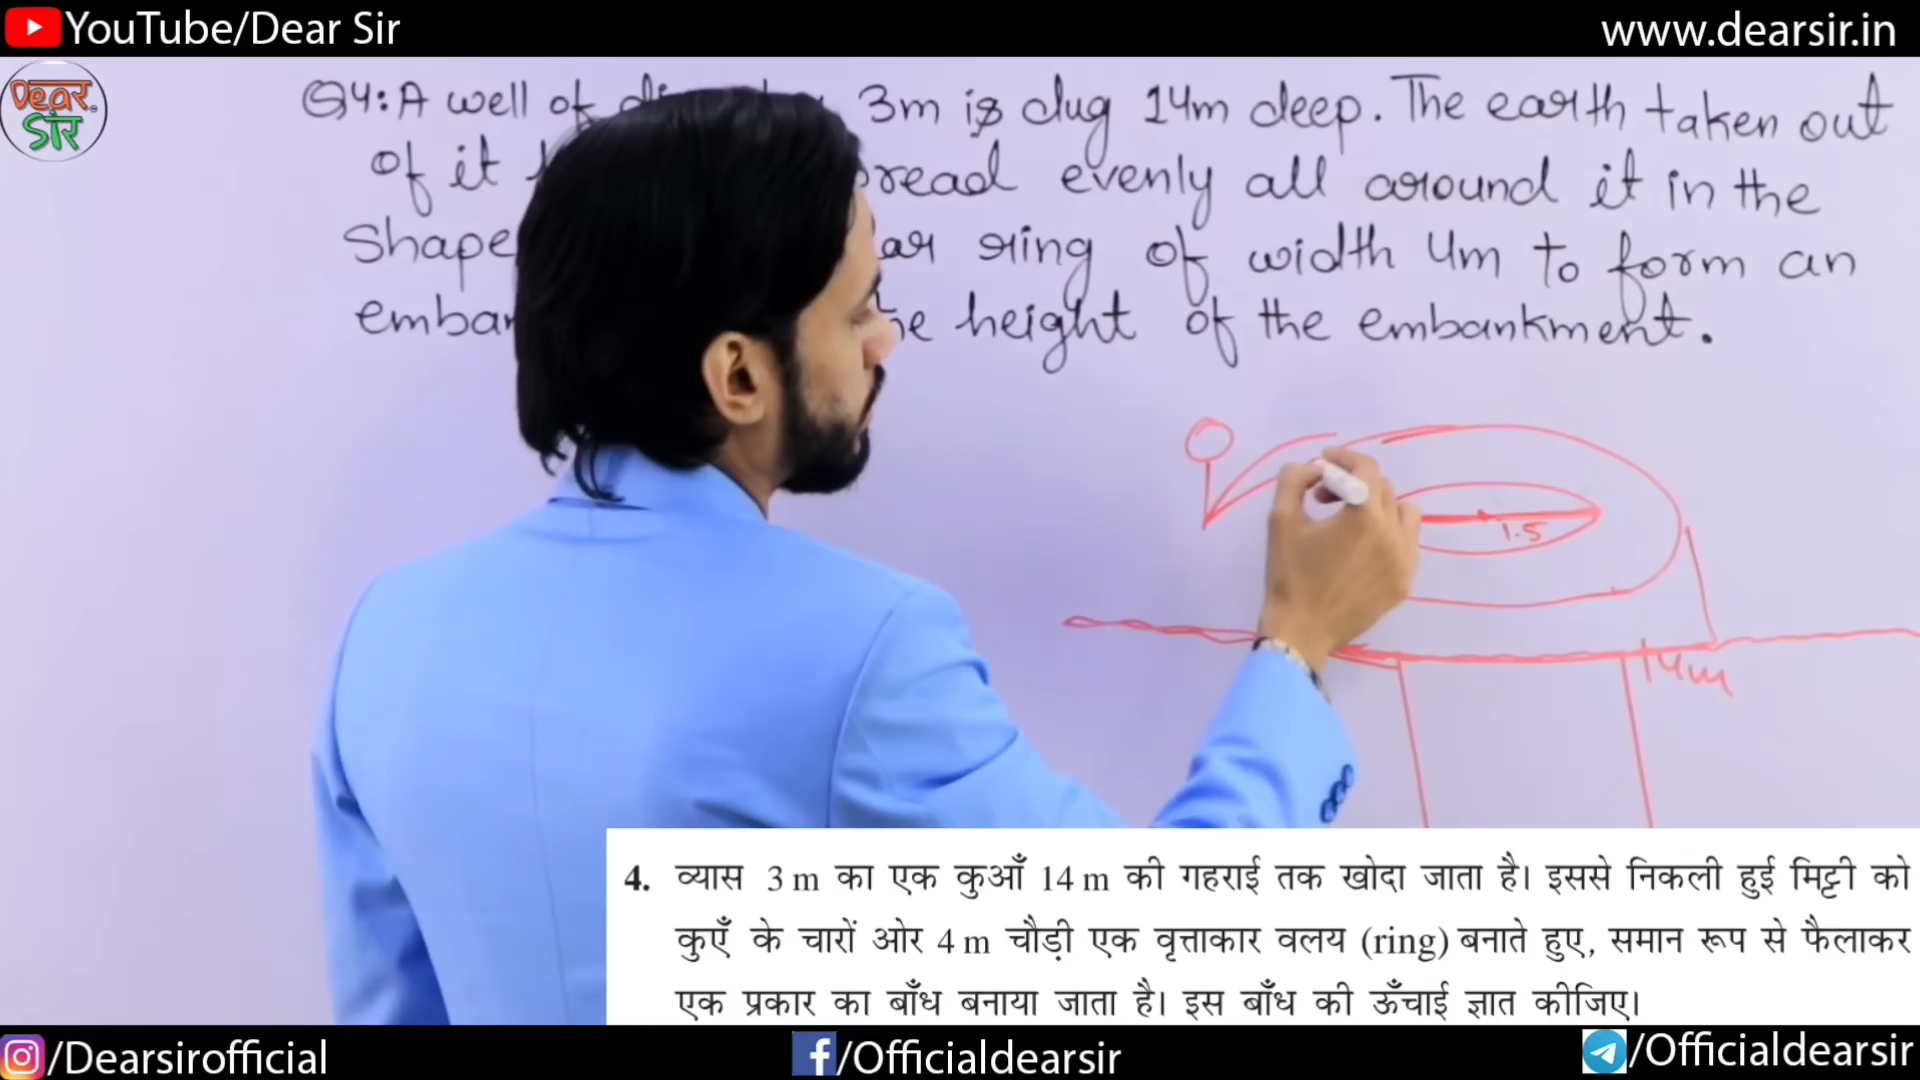 YouTube/Dear Sir
www.dearsir.in
Dear
Sir
Q4: A well of 3m is dug 14m deep. The earth taken out
of it evenly all around it in the
Shape ring of width 4m to form an
height of the embankment.
1.5
14m
4. व्यास 3 m का एक कुआँ 14 m की गहराई तक खोदा जाता है। इससे निकली हुई मिट्टी को
कुएँ के चारों ओर 4 m चौड़ी एक वृत्ताकार वलय (ring) बनाते हुए, समान रूप से फैलाकर
एक प्रकार का बाँध बनाया जाता है। इस बाँध की ऊँचाई ज्ञात कीजिए।
/Dearsirofficial
/Officialdearsir
/Officialdearsir